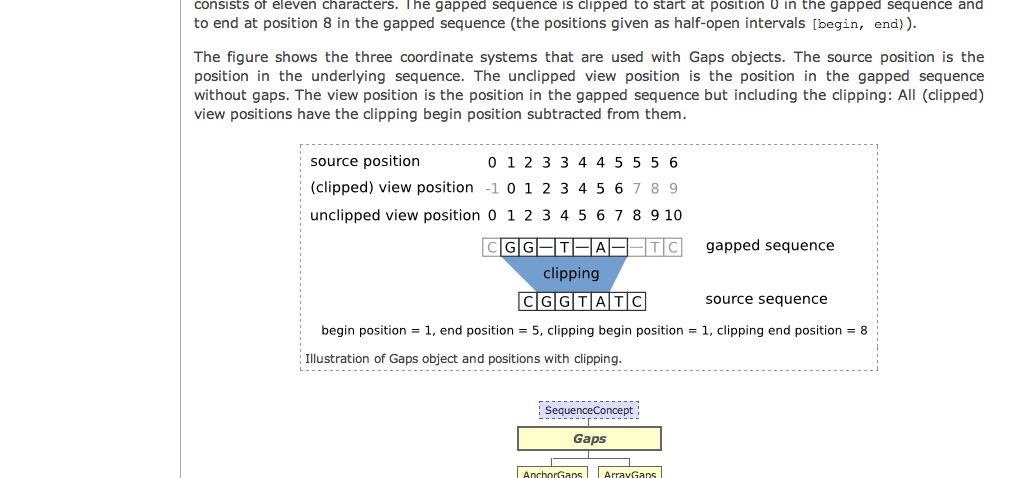 consists of eleven characters. The gapped sequence is clipped to start at position 0 in the gapped sequence and
to end at position 8 in the gapped sequence (the positions given as half-open intervals [begin, end)).
The figure shows the three coordinate systems that are used with Gaps objects. The source position is the
position in the underlying sequence. The unclipped view position is the position in the gapped sequence
without gaps. The view position is the position in the gapped sequence but including the clipping: All (clipped)
view positions have the clipping begin position subtracted from them.
source position 0 1 2 3 3 4 4 5 5 5 6
(clipped) view position -1 0 1 2 3 4 5 6 7 8 9
unclipped view position 0 1 2 3 4 5 6 7 8 9 10
C G G — T — A — — T C gapped sequence
clipping
C G G T A T C source sequence
begin position = 1, end position = 5, clipping begin position = 1, clipping end position = 8
Illustration of Gaps object and positions with clipping.
SequenceConcept
Gaps
AnchorGaps ArrayGaps